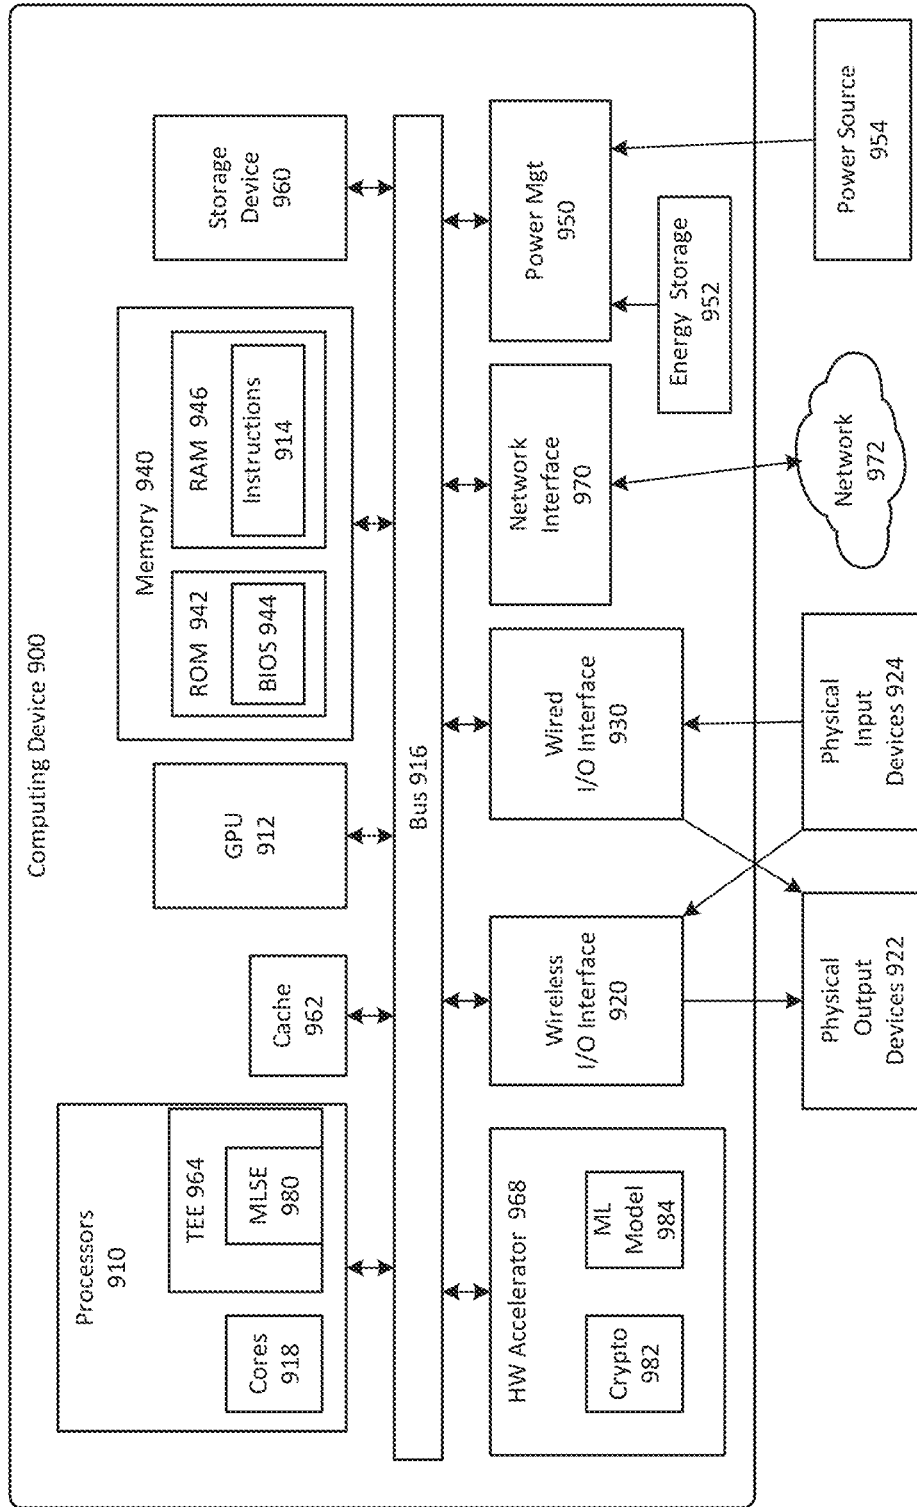 Computing Device 900
Processors
910
Cores
918
TEE 964
MLSE
980
Cache
962
GPU
912
Memory 940
ROM 942
BIOS 944
RAM 946
Instructions
914
Storage
Device
960
Bus 916
HW Accelerator 968
Crypto
982
ML
Model
984
Wireless
I/O Interface
920
Wired
I/O Interface
930
Network
Interface
970
Power Mgt
950
Energy Storage
952
Physical
Output
Devices 922
Physical
Input
Devices 924
Network
972
Power Source
954